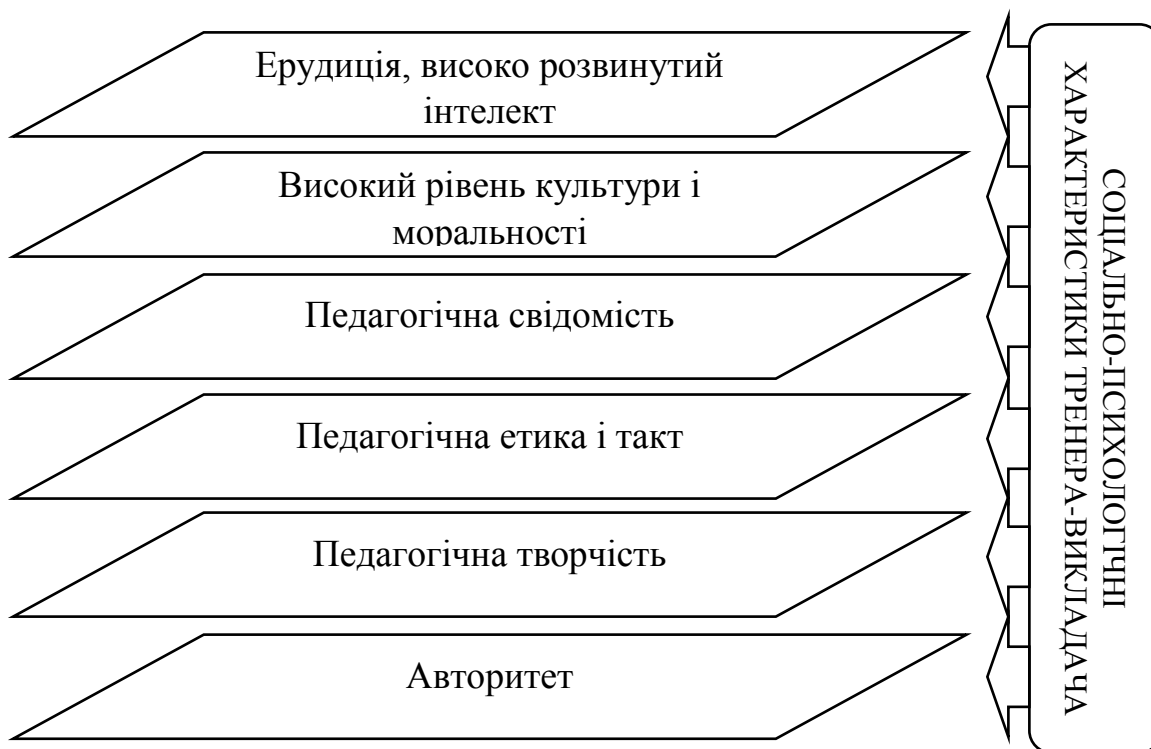 Ерудиція, високо розвинутий
інтелект
Високий рівень культури і
моральності
Педагогічна свідомість
Педагогічна етика і такт
Педагогічна творчість
Авторитет
СОЦІАЛЬНО-ПСИХОЛОГІЧНІ
ХАРАКТЕРИСТИКИ ТРЕНЕРА-ВИКЛАДАЧА